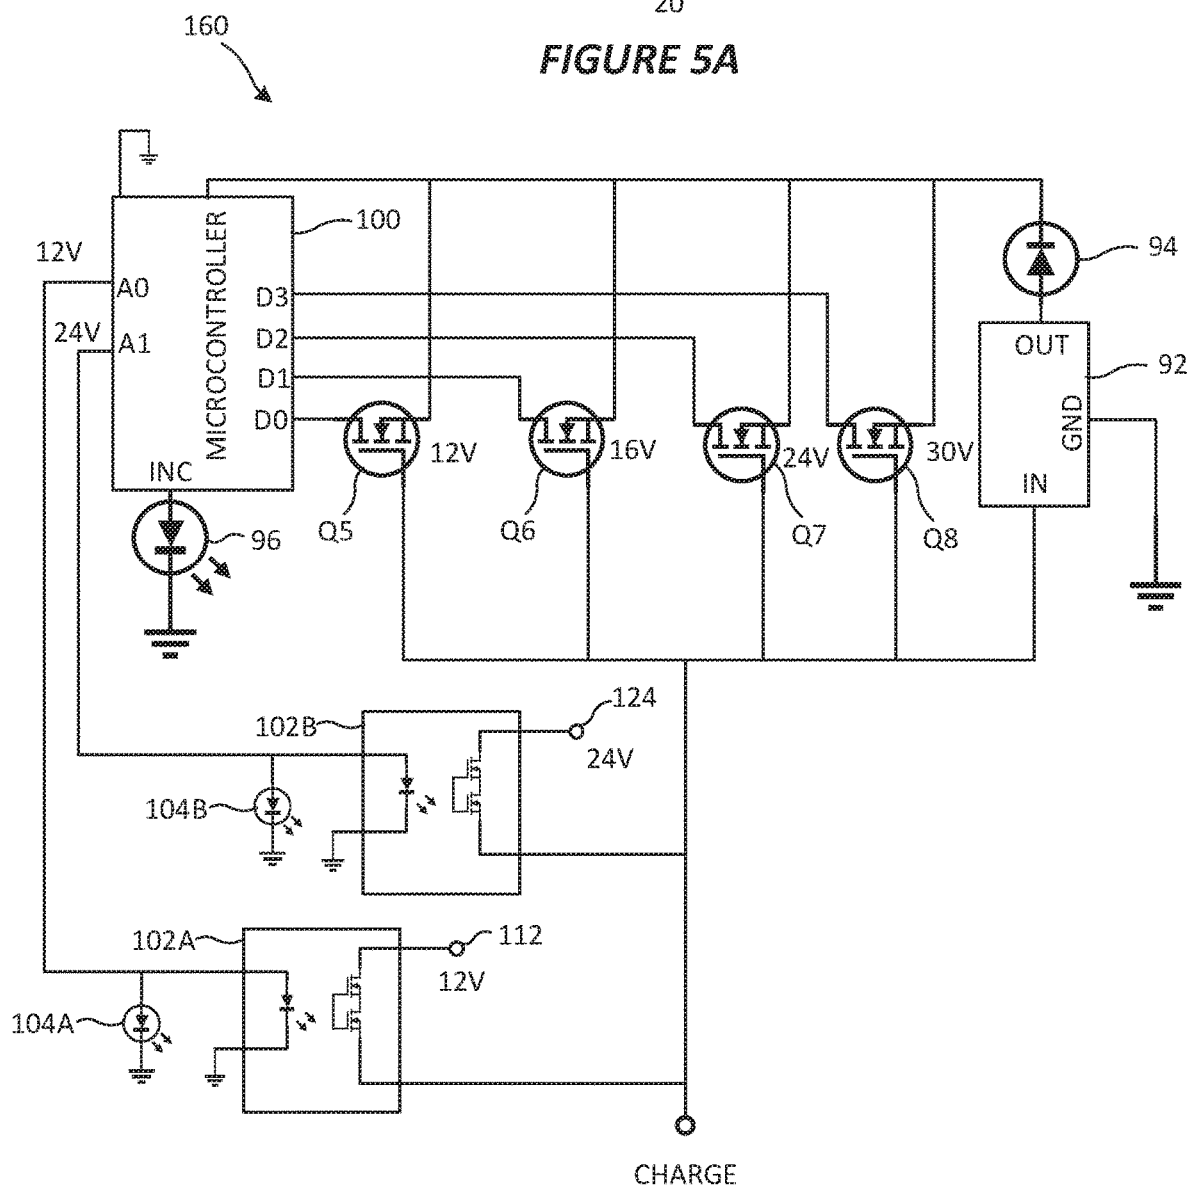 20
160
FIGURE 5A
100
12V
A0
24V
A1
MICROCONTROLLER
D3
D2
D1
D0
INC
94
OUT
92
GND
IN
12V
16V
24V
30V
Q5
Q6
Q7
Q8
96
124
102B
24V
104B
112
102A
12V
104A
CHARGE